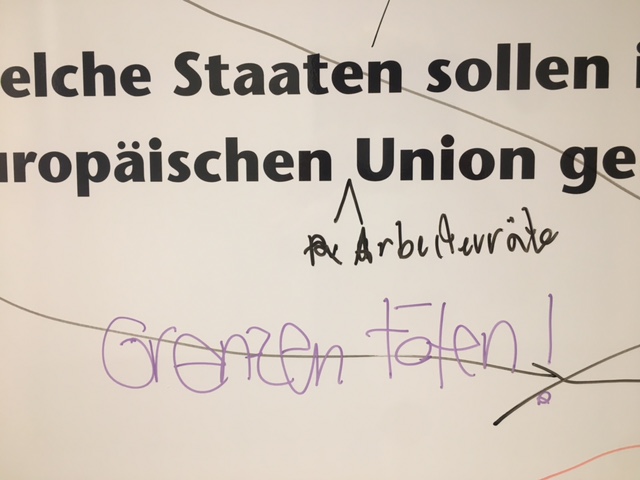 elche Staaten sollen i
uropäischen Union ge
Arbeiterräte
Grenzen töten!